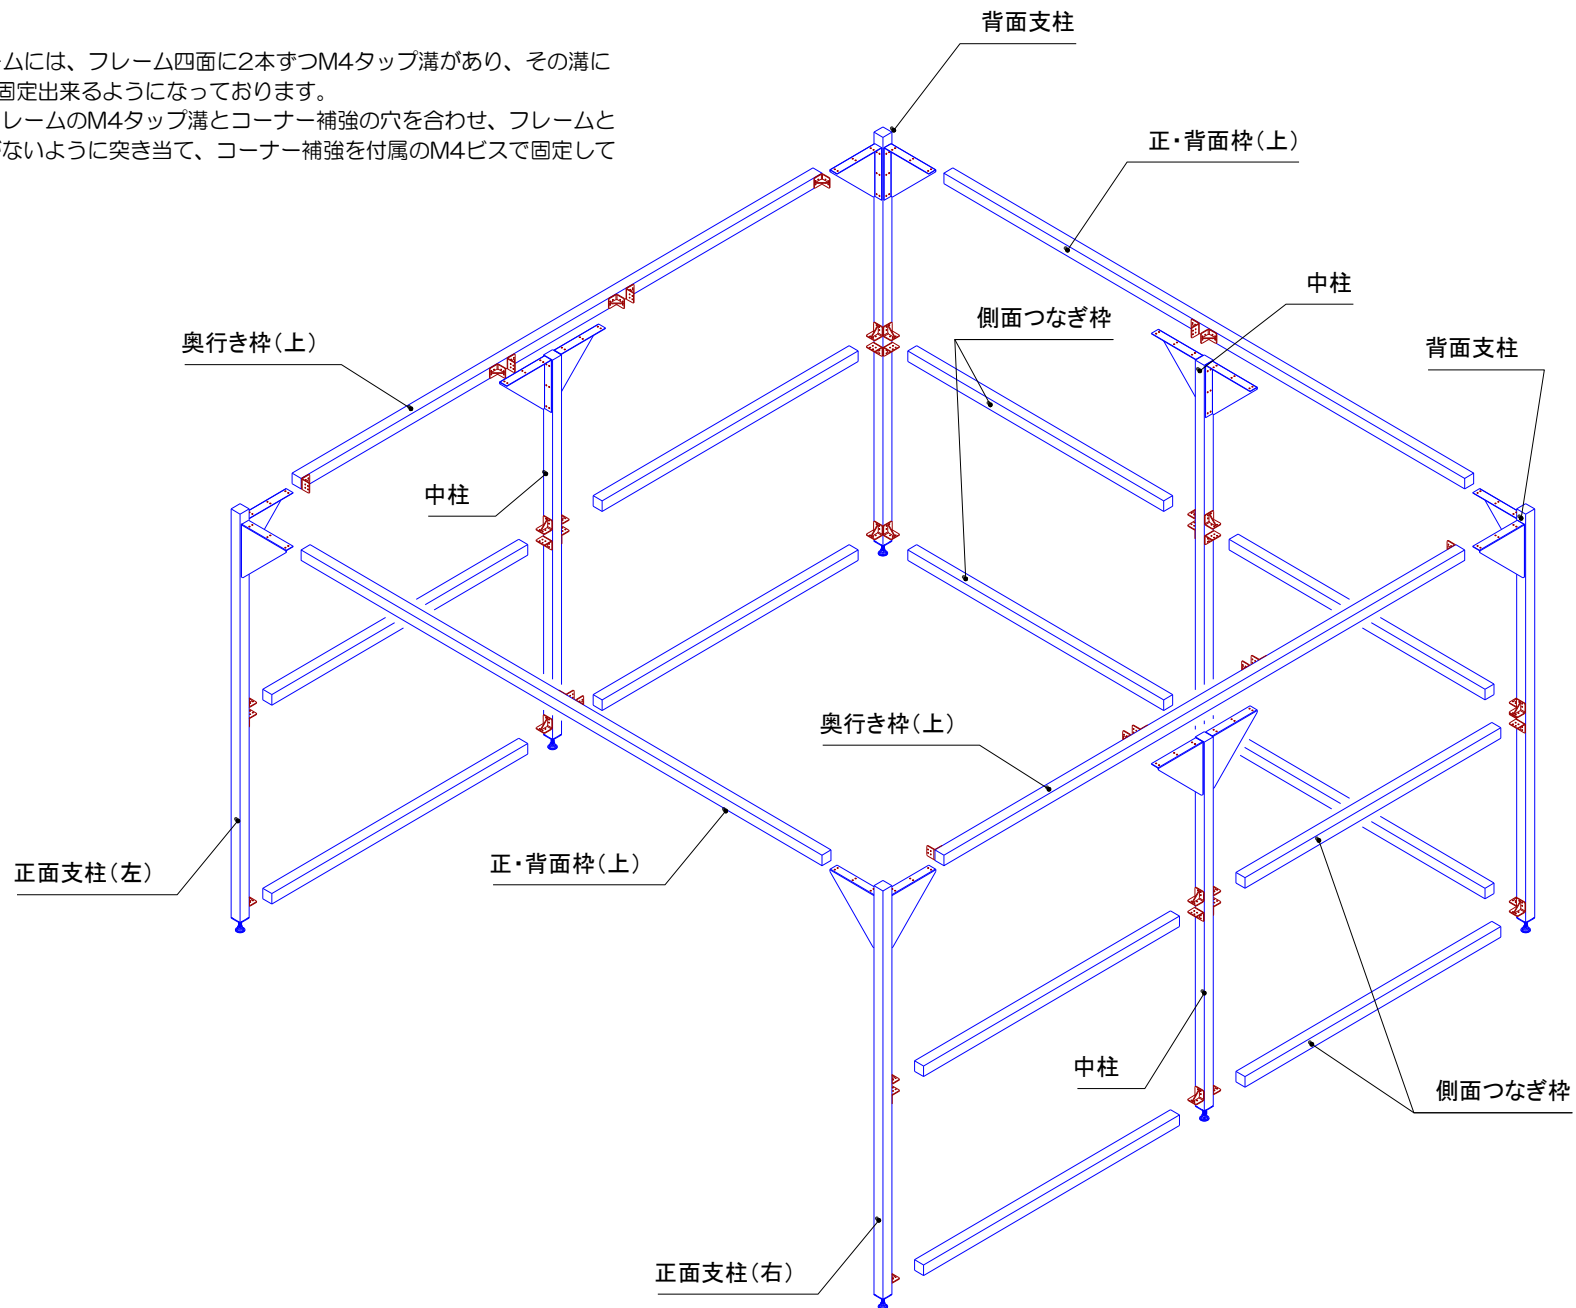 ームには、フレーム四面に2本ずつM4タップ溝があり、その溝に
固定出来るようになっております。
レームのM4タップ溝とコーナー補強の穴を合わせ、フレームと
ないように突き当て、コーナー補強を付属のM4ビスで固定して
背面支柱
正・背面枠(上)
中柱
側面つなぎ枠
背面支柱
奥行き枠(上)
中柱
奥行き枠(上)
正面支柱(左)
正・背面枠(上)
中柱
側面つなぎ枠
正面支柱(右)